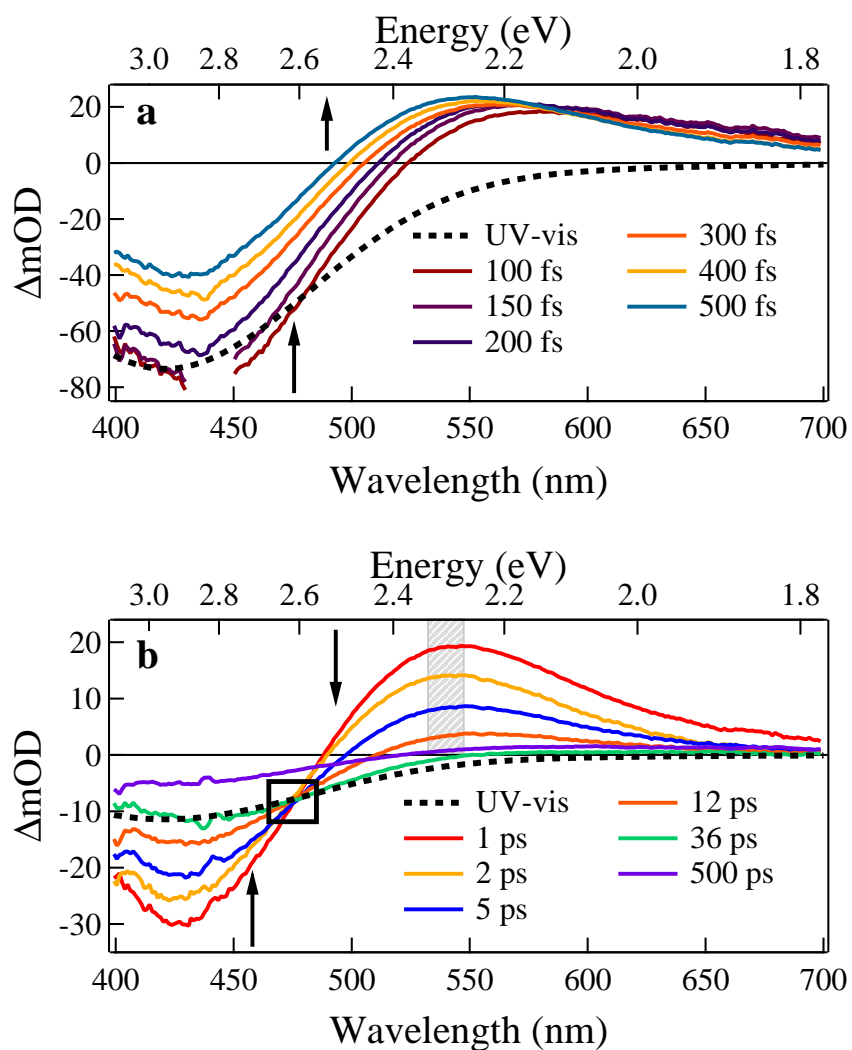 Energy (eV)
3.0 2.8 2.6 2.4 2.2 2.0 1.8
a
20
0
-20
-40
-60
-80
ΔmOD
UV-vis
100 fs
150 fs
200 fs
300 fs
400 fs
500 fs
400 450 500 550 600 650 700
Wavelength (nm)
Energy (eV)
3.0 2.8 2.6 2.4 2.2 2.0 1.8
b
20
10
0
-10
-20
-30
ΔmOD
UV-vis
1 ps
2 ps
5 ps
12 ps
36 ps
500 ps
400 450 500 550 600 650 700
Wavelength (nm)